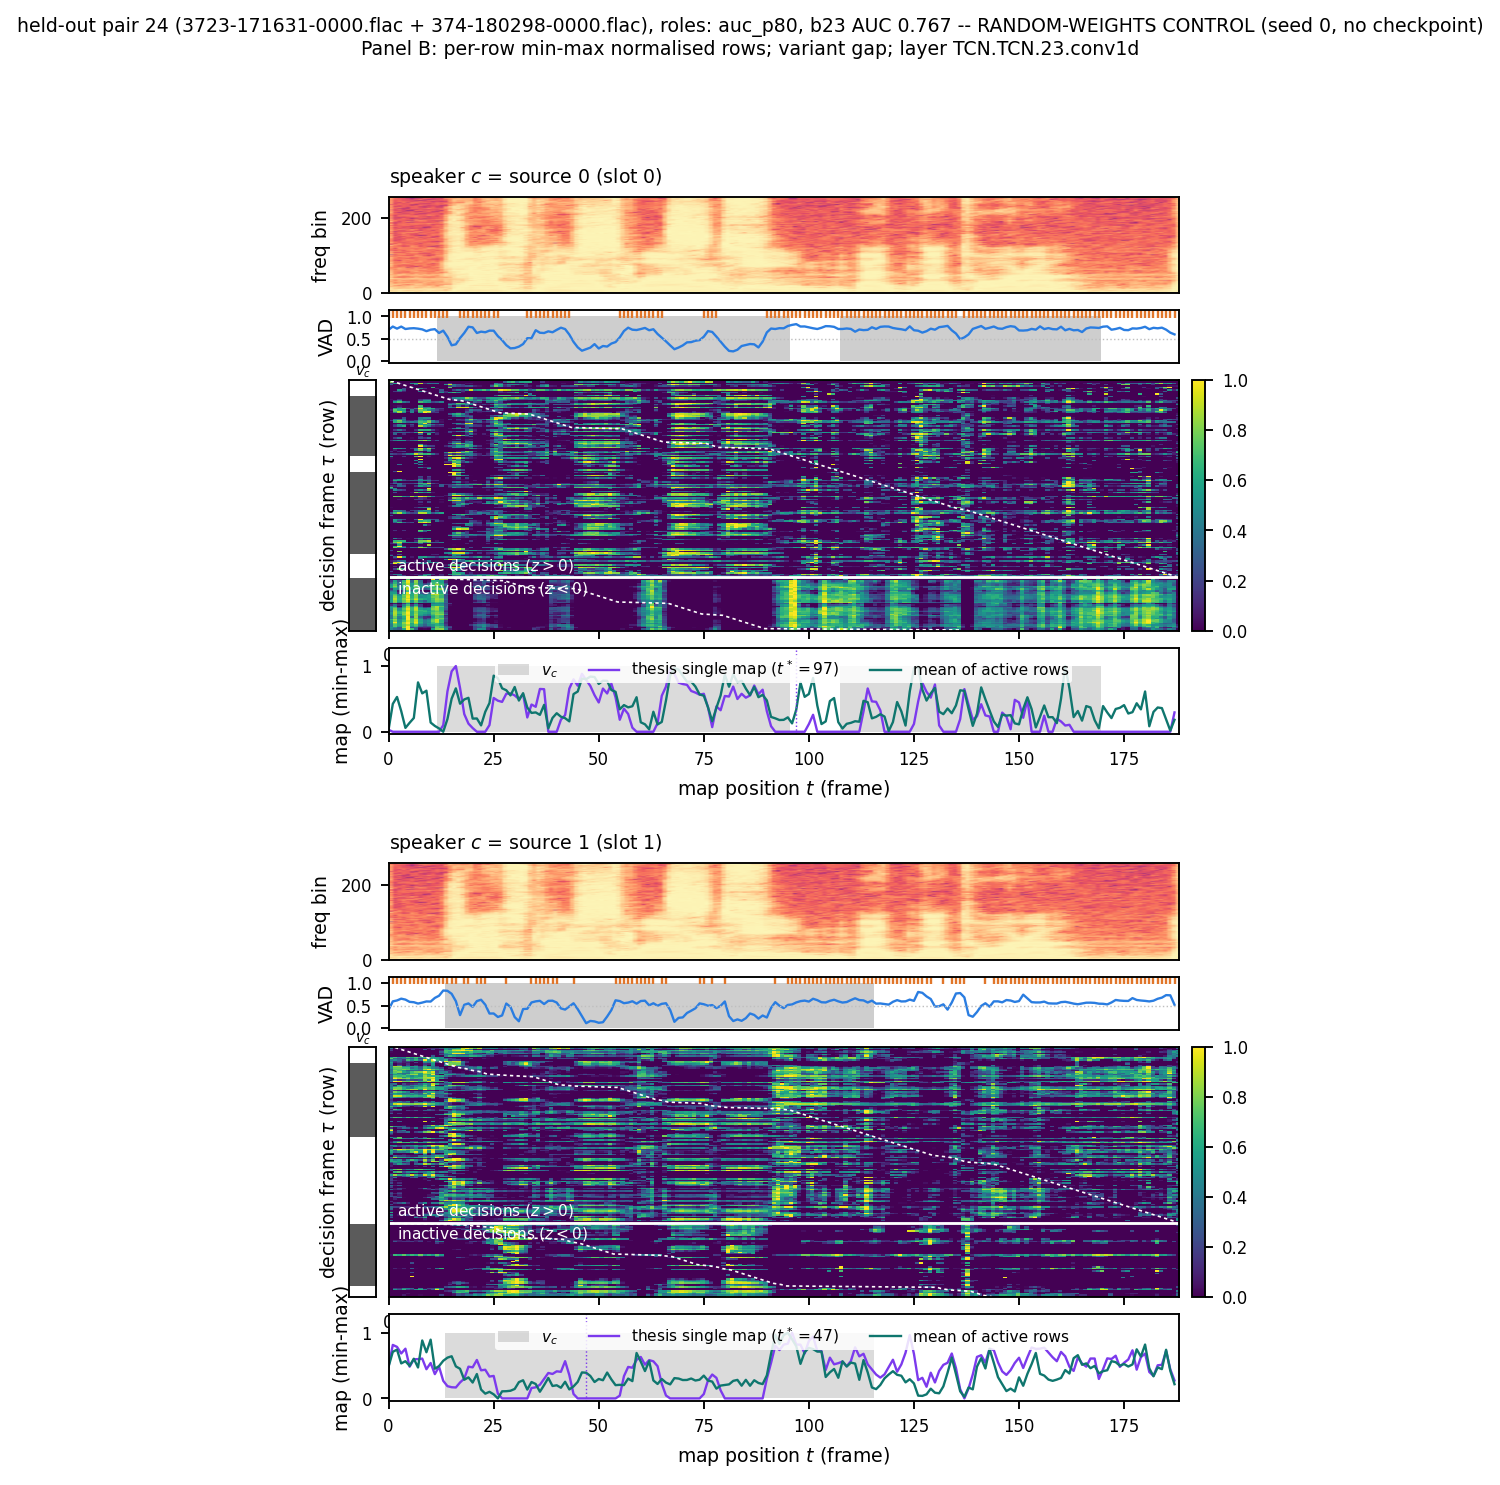 held-out pair 24 (3723-171631-0000.flac + 374-180298-0000.flac), roles: auc_p80, b23 AUC 0.767 -- RANDOM-WEIGHTS CONTROL (seed 0, no checkpoint)
Panel B: per-row min-max normalised rows; variant gap; layer TCN.TCN.23.conv1d
speaker c = source 0 (slot 0)
freq bin
200
0
VAD
1.0
0.5
0.0
v_c
decision frame τ (row)
active decisions (z > 0)
inactive decisions (z < 0)
1.0
0.8
0.6
0.4
0.2
0.0
map (min-max)
1
0
v_c
thesis single map (t* = 97)
mean of active rows
0 25 50 75 100 125 150 175
map position t (frame)
speaker c = source 1 (slot 1)
freq bin
200
0
VAD
1.0
0.5
0.0
v_c
decision frame τ (row)
active decisions (z > 0)
inactive decisions (z < 0)
1.0
0.8
0.6
0.4
0.2
0.0
map (min-max)
1
0
v_c
thesis single map (t* = 47)
mean of active rows
0 25 50 75 100 125 150 175
map position t (frame)